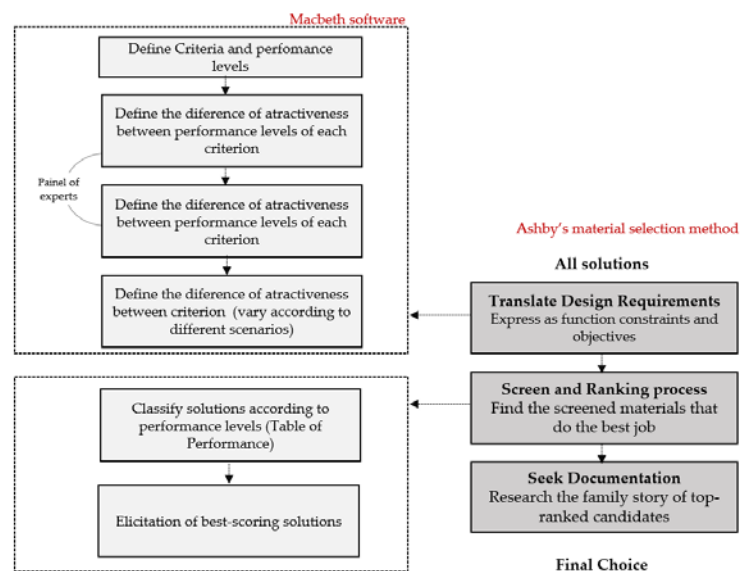 Macbeth software
Define Criteria and perfomance
levels
Define the diference of atractiveness
between performance levels of each
criterion
Painel of
experts
Define the diference of atractiveness
between performance levels of each
criterion
Define the diference of atractiveness
between criterion (vary according to
different scenarios)
Classify solutions according to
performance levels (Table of
Performance)
Elicitation of best-scoring solutions
Ashby's material selection method
All solutions
Translate Design Requirements
Express as function constraints and
objectives
Screen and Ranking process
Find the screened materials that
do the best job
Seek Documentation
Research the family story of top-
ranked candidates
Final Choice